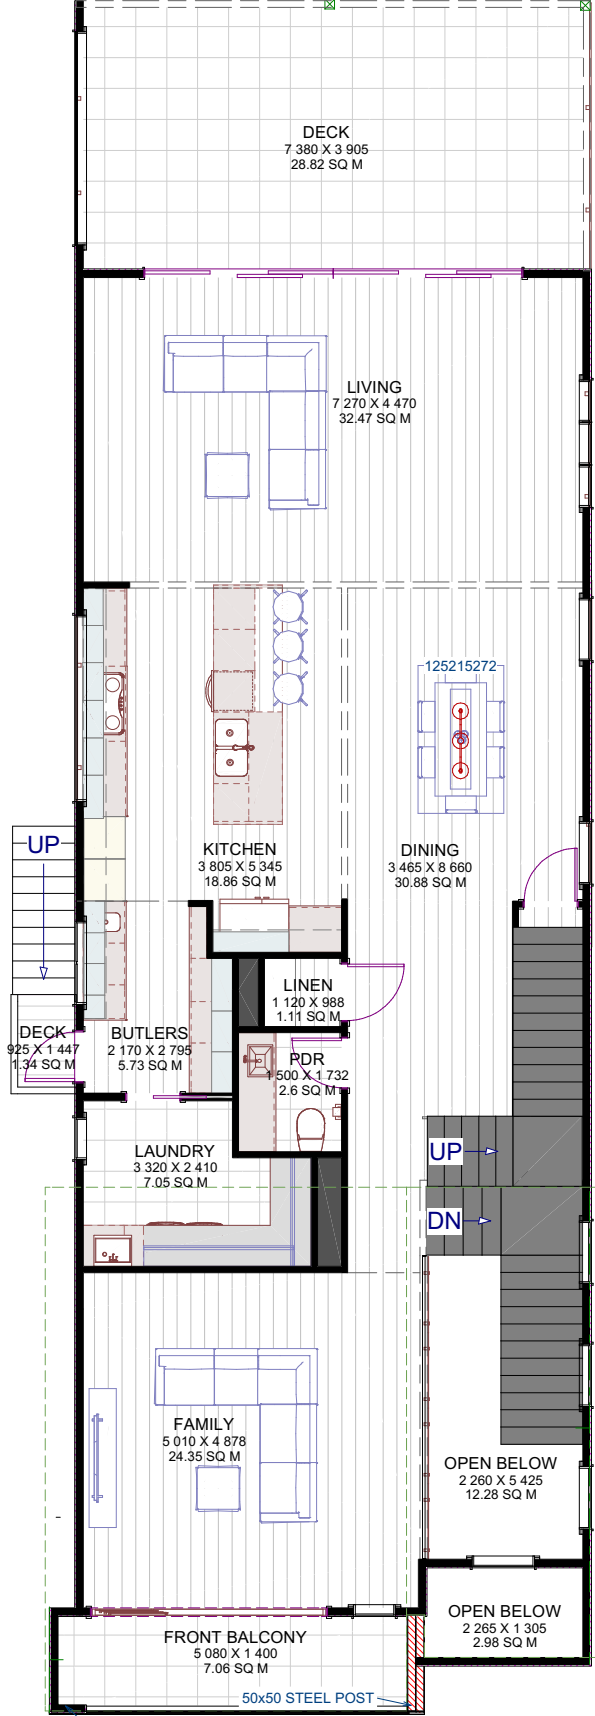 DECK
7 380 X 3 905
28.82 SQ M
LIVING
7 270 X 4 470
32.47 SQ M
125215272
UP
KITCHEN
3 805 X 5 345
18.86 SQ M
DINING
3 465 X 8 660
30.88 SQ M
LINEN
1 120 X 988
1.11 SQ M
DECK
925 X 1 447
1.34 SQ M
BUTLERS
2 170 X 2 795
5.73 SQ M
PDR
1 500 X 1 732
2.6 SQ M
LAUNDRY
3 320 X 2 410
7.05 SQ M
UP
DN
FAMILY
5 010 X 4 878
24.35 SQ M
OPEN BELOW
2 260 X 5 425
12.28 SQ M
OPEN BELOW
2 265 X 1 305
2.98 SQ M
FRONT BALCONY
5 080 X 1 400
7.06 SQ M
50x50 STEEL POST